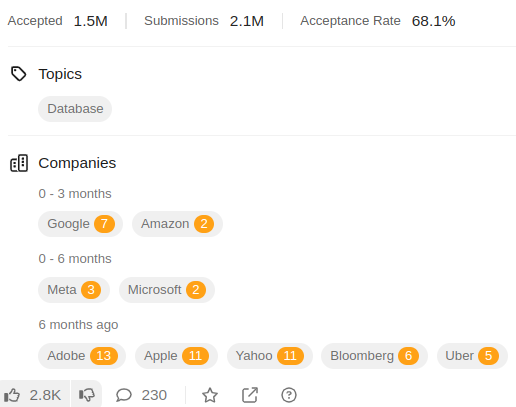 Accepted 1.5M Submissions 2.1M Acceptance Rate 68.1%
Topics
Database
Companies
0 - 3 months
Google 7 Amazon 2
0 - 6 months
Meta 3 Microsoft 2
6 months ago
Adobe 13 Apple 11 Yahoo 11 Bloomberg 6 Uber 5
2.8K 230